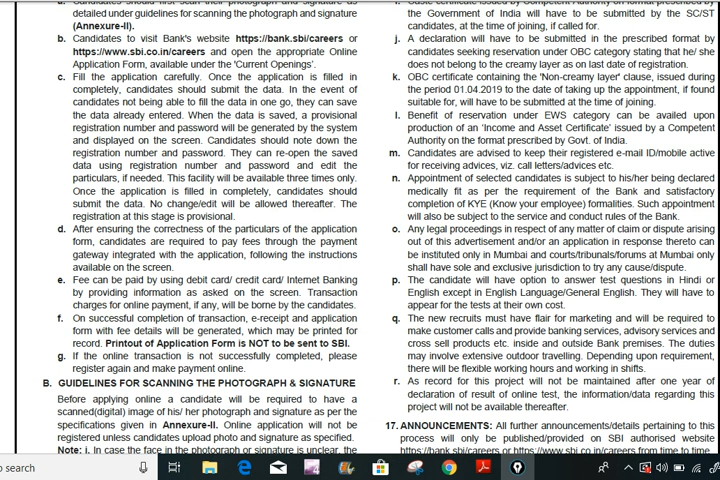 a. Candidates should first scan their photograph and signature as
detailed under guidelines for scanning the photograph and signature
(Annexure-II).
b. Candidates to visit Bank's website https://bank.sbi/careers or
https://www.sbi.co.in/careers and open the appropriate Online
Application Form, available under the 'Current Openings'.
c. Fill the application carefully. Once the application is filled in
completely, candidates should submit the data. In the event of
candidates not being able to fill the data in one go, they can save
the data already entered. When the data is saved, a provisional
registration number and password will be generated by the system
and displayed on the screen. Candidates should note down the
registration number and password. They can re-open the saved
data using registration number and password and edit the
particulars, if needed. This facility will be available three times only.
Once the application is filled in completely, candidates should
submit the data. No change/edit will be allowed thereafter. The
registration at this stage is provisional.
d. After ensuring the correctness of the particulars of the application
form, candidates are required to pay fees through the payment
gateway integrated with the application, following the instructions
available on the screen.
e. Fee can be paid by using debit card/ credit card/ Internet Banking
by providing information as asked on the screen. Transaction
charges for online payment, if any, will be borne by the candidates.
f. On successful completion of transaction, e-receipt and application
form with fee details will be generated, which may be printed for
record. Printout of Application Form is NOT to be sent to SBI.
g. If the online transaction is not successfully completed, please
register again and make payment online.
B. GUIDELINES FOR SCANNING THE PHOTOGRAPH & SIGNATURE
Before applying online a candidate will be required to have a
scanned(digital) image of his/ her photograph and signature as per the
specifications given in Annexure-II. Online application will not be
registered unless candidates upload photo and signature as specified.
Note: i. In case the face in the photograph or signature is unclear, the
i. Caste certificate issued by Competent Authority on format prescribed by
the Government of India will have to be submitted by the SC/ST
candidates, at the time of joining, if called for.
j. A declaration will have to be submitted in the prescribed format by
candidates seeking reservation under OBC category stating that he/ she
does not belong to the creamy layer as on last date of registration.
k. OBC certificate containing the 'Non-creamy layer' clause, issued during
the period 01.04.2019 to the date of taking up the appointment, if found
suitable for, will have to be submitted at the time of joining.
l. Benefit of reservation under EWS category can be availed upon
production of an 'Income and Asset Certificate' issued by a Competent
Authority on the format prescribed by Govt. of India.
m. Candidates are advised to keep their registered e-mail ID/mobile active
for receiving advices, viz. call letters/advices etc.
n. Appointment of selected candidates is subject to his/her being declared
medically fit as per the requirement of the Bank and satisfactory
completion of KYE (Know your employee) formalities. Such appointment
will also be subject to the service and conduct rules of the Bank.
o. Any legal proceedings in respect of any matter of claim or dispute arising
out of this advertisement and/or an application in response thereto can
be instituted only in Mumbai and courts/tribunals/forums at Mumbai only
shall have sole and exclusive jurisdiction to try any cause/dispute.
p. The candidate will have option to answer test questions in Hindi or
English except in English Language/General English. They will have to
appear for the tests at their own cost.
q. The new recruits must have flair for marketing and will be required to
make customer calls and provide banking services, advisory services and
cross sell products etc. inside and outside Bank premises. The duties
may involve extensive outdoor travelling. Depending upon requirement,
there will be flexible working hours and working in shifts.
r. As record for this project will not be maintained after one year of
declaration of result of online test, the information/data regarding this
project will not be available thereafter.
17. ANNOUNCEMENTS: All further announcements/details pertaining to this
process will only be published/provided on SBI authorised website
https://bank.sbi/careers or https://www.sbi.co.in/careers from time to time.
o search